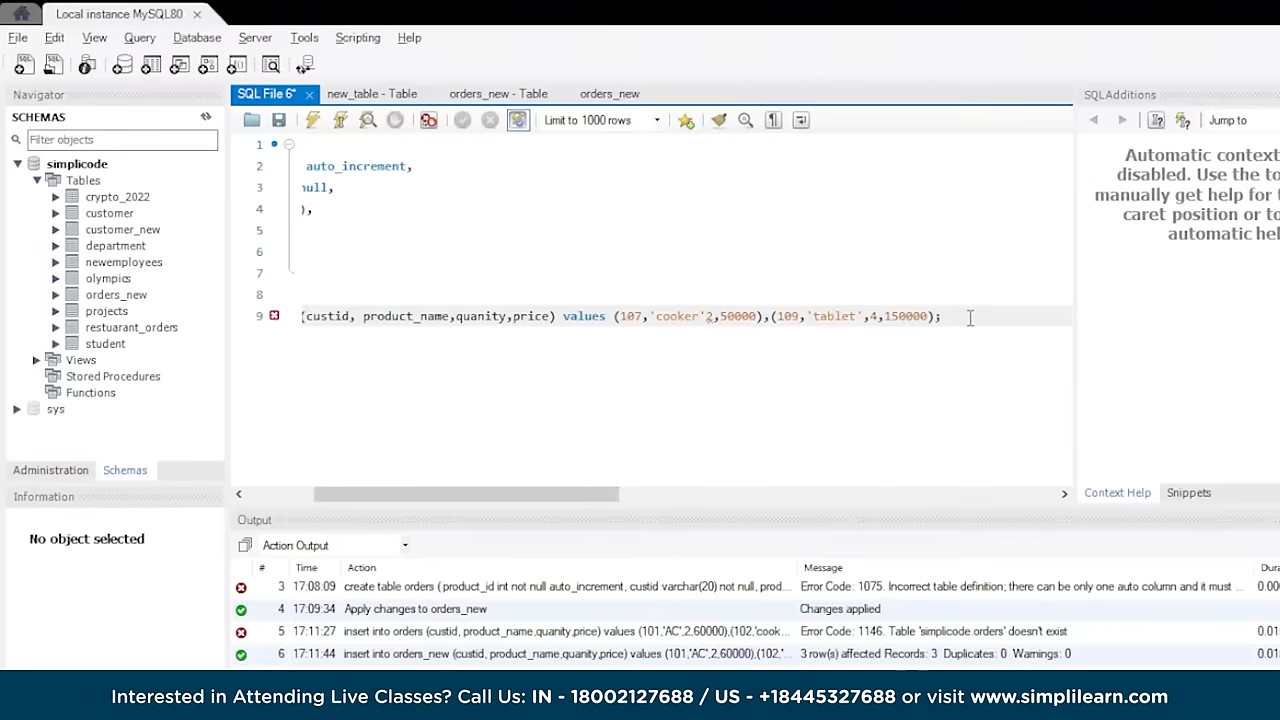 Local instance MySQL80 ×
File Edit View Query Database Server Tools Scripting Help
Navigator
SCHEMAS
Filter objects
simplicode
Tables
crypto_2022
customer
customer_new
department
newemployees
olympics
orders_new
projects
restuarant_orders
student
Views
Stored Procedures
Functions
sys
Administration Schemas
Information
No object selected
SQL File 6* × new_table - Table orders_new - Table orders_new
Limit to 1000 rows
1
2 auto_increment,
3 null,
4 ),
5
6
7
8
9 (custid, product_name,quanity,price) values (107,'cooker'2,50000),(109,'tablet',4,150000);
SQLAdditions
Jump to
Automatic context
disabled. Use the to
manually get help for t
caret position or to
automatic hel
Context Help Snippets
Output
Action Output
# Time Action Message Dura
3 17:08:09 create table orders ( product_id int not null auto_increment, custid varchar(20) not null, prod... Error Code: 1075. Incorrect table definition; there can be only one auto column and it must ... 0.00
4 17:09:34 Apply changes to orders_new Changes applied
5 17:11:27 insert into orders (custid, product_name,quanity,price) values (101,'AC',2,60000),(102,'cook... Error Code: 1146. Table 'simplicode.orders' doesn't exist 0.01
6 17:11:44 insert into orders_new (custid, product_name,quanity,price) values (101,'AC',2,60000),(102,'... 3 row(s) affected Records: 3 Duplicates: 0 Warnings: 0 0.01
Interested in Attending Live Classes? Call Us: IN - 18002127688 / US - +18445327688 or visit www.simplilearn.com